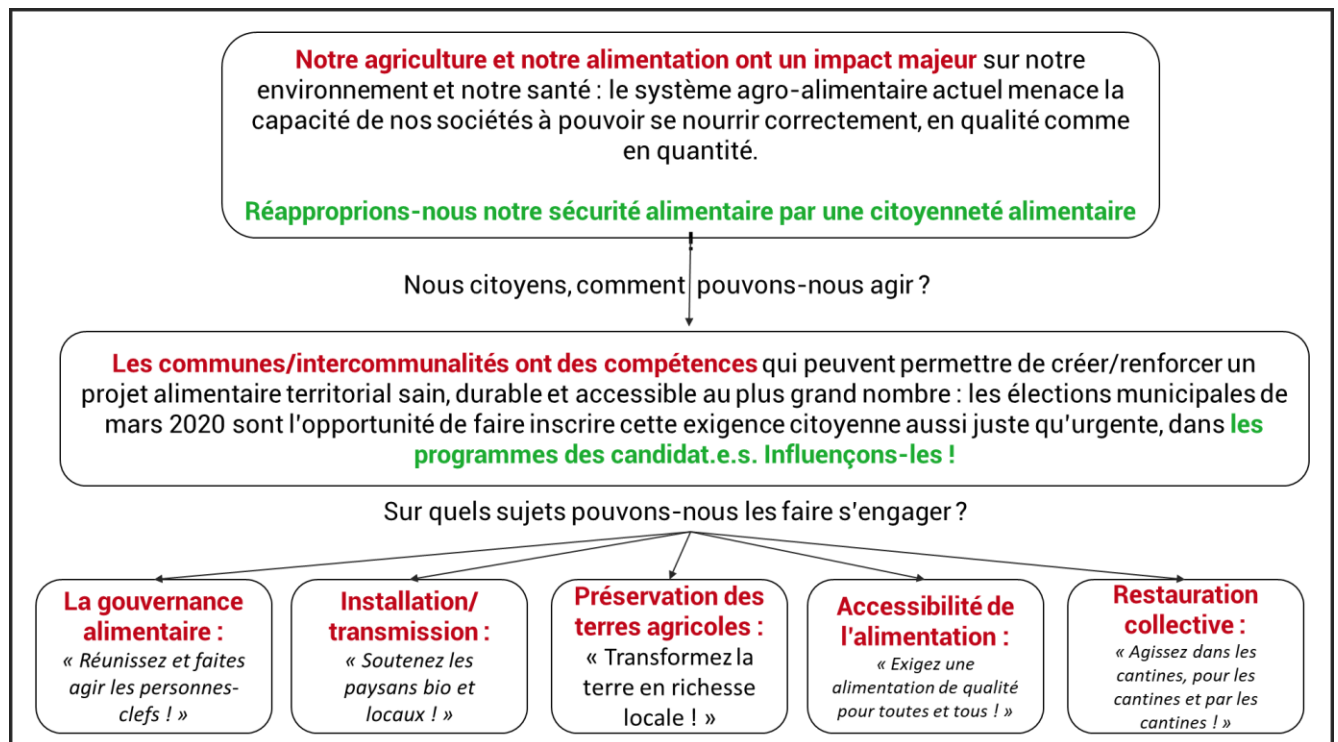 Notre agriculture et notre alimentation ont un impact majeur sur notre
environnement et notre santé : le système agro-alimentaire actuel menace la
capacité de nos sociétés à pouvoir se nourrir correctement, en qualité comme
en quantité.
Réapproprions-nous notre sécurité alimentaire par une citoyenneté alimentaire
!
Nous citoyens, comment pouvons-nous agir ?
Les communes/intercommunalités ont des compétences qui peuvent permettre de créer/renforcer un
projet alimentaire territorial sain, durable et accessible au plus grand nombre : les élections municipales de
mars 2020 sont l'opportunité de faire inscrire cette exigence citoyenne aussi juste qu'urgente, dans les
programmes des candidat.e.s. Influençons-les !
Sur quels sujets pouvons-nous les faire s'engager ?
La gouvernance
alimentaire :
« Réunissez et faites
agir les personnes-
clefs ! »
Installation/
transmission :
« Soutenez les
paysans bio et
locaux ! »
Préservation des
terres agricoles :
« Transformez la
terre en richesse
locale ! »
Accessibilité de
l'alimentation :
« Exigez une
alimentation de qualité
pour toutes et tous ! »
Restauration
collective :
« Agissez dans les
cantines, pour les
cantines et par les
cantines ! »